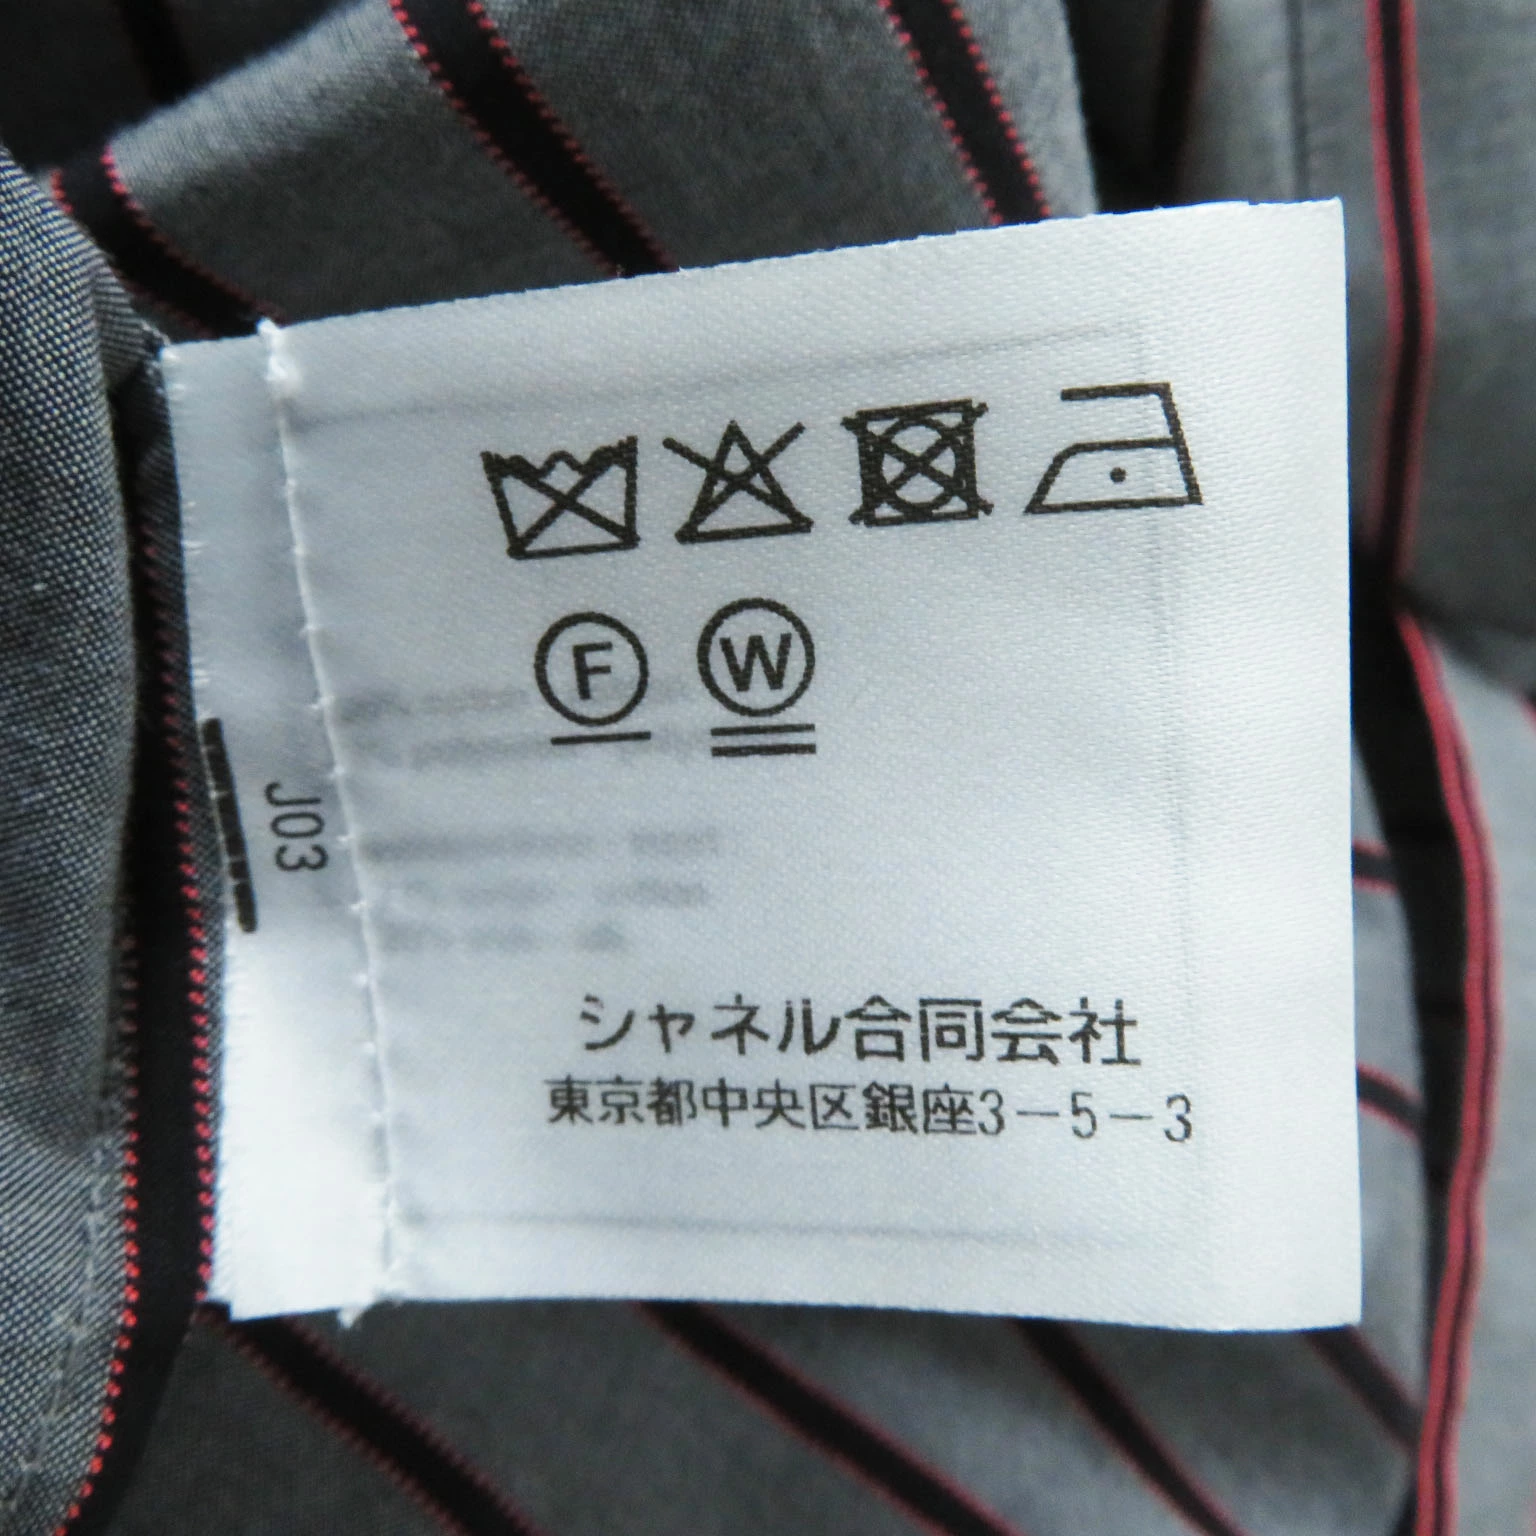 F W
J03
シャネル合同会社
東京都中央区銀座3-5-3